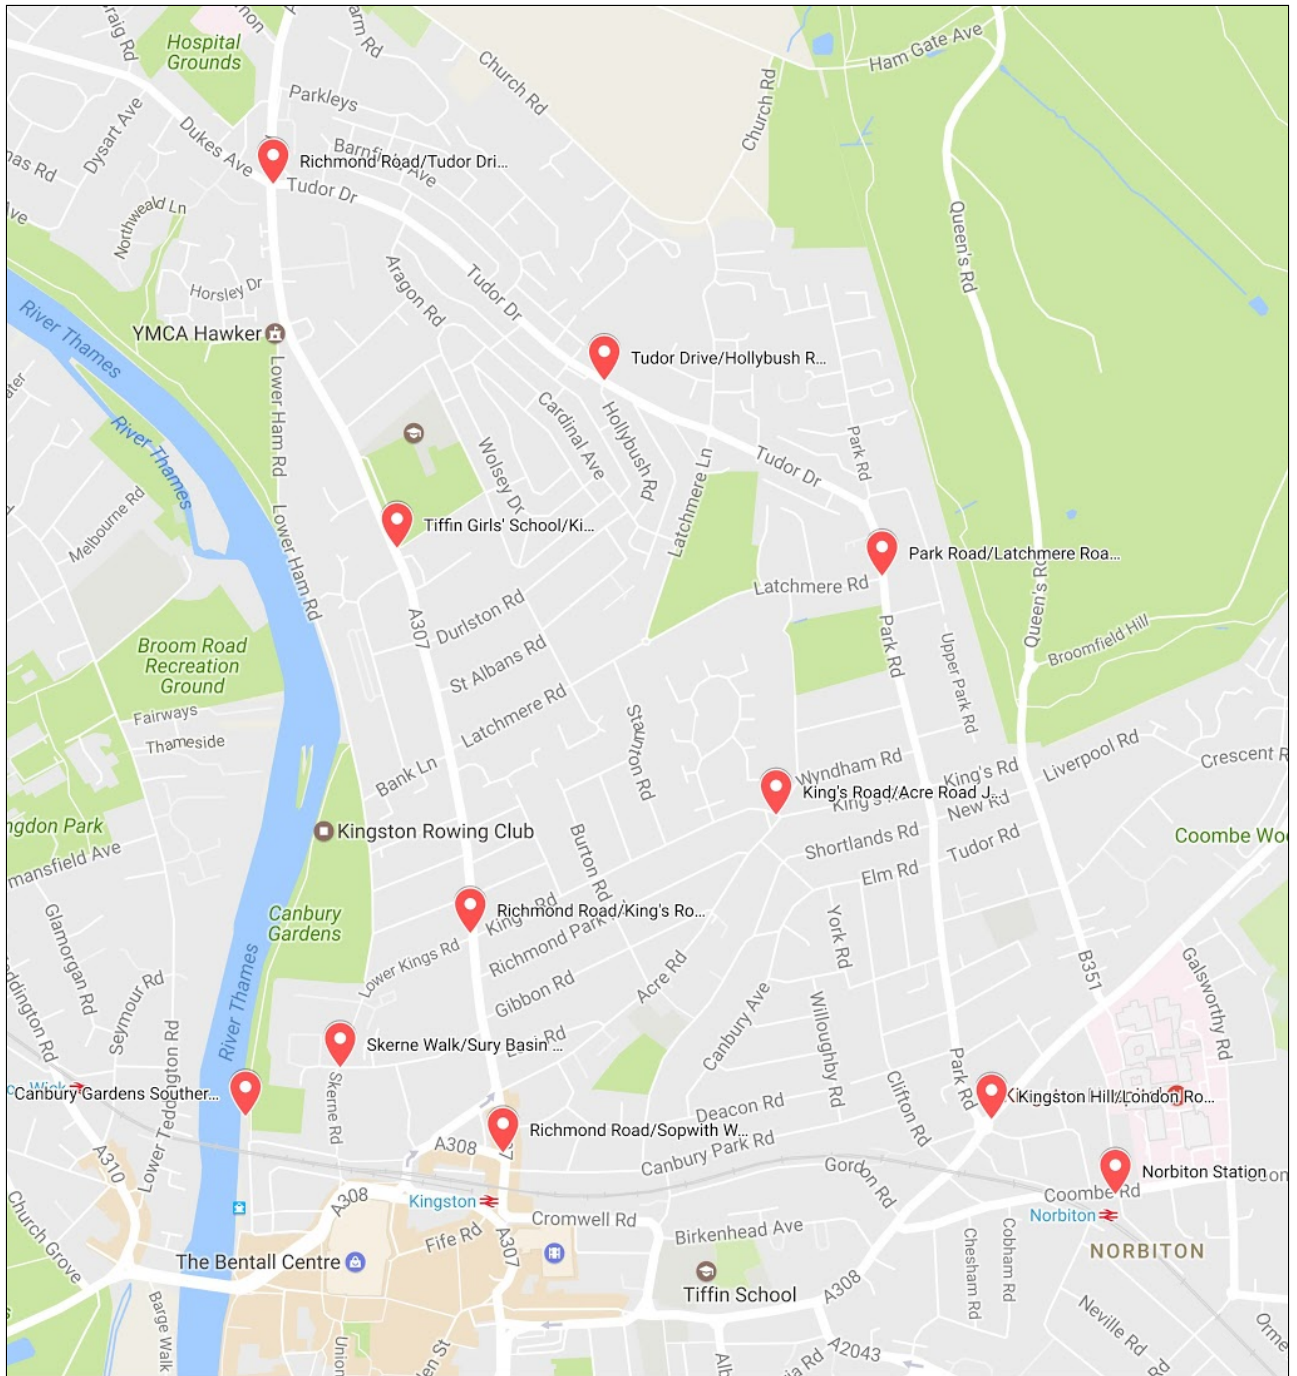 Hospital
Grounds
Church Rd
Ham Gate Ave
Parkleys
Dysart Ave
Dukes Ave
Church Rd
Richmond Road/Tudor Dri...
Tudor Dr
Northweald Ln
Queen's Rd
Aragon Rd
Tudor Dr
Horsley Dr
River Thames
YMCA Hawker
Lower Ham Rd
Tudor Drive/Hollybush R...
Cardinal Ave
Hollybush Rd
River Thames
Wolsey Dr
Park Rd
Latchmere Ln
Tudor Dr
Melbourne Rd
Lower Ham Rd
Tiffin Girls' School/Ki...
Park Road/Latchmere Roa...
Latchmere Rd
Queen's Rd
A307
Durlston Rd
Park Rd
Upper Park Rd
Broomfield Hill
Broom Road
Recreation
Ground
St Albans Rd
Latchmere Rd
Fairways
Thameside
Staunton Rd
Bank Ln
Wyndham Rd
King's Rd
Liverpool Rd
Crescent R
King's Road/Acre Road J...
New Rd
ngdon Park
Kingston Rowing Club
Shortlands Rd
Tudor Rd
Coombe Woo
mansfield Ave
Burton Rd
Elm Rd
Glamorgan Rd
Canbury
Gardens
Richmond Road/King's Ro...
Richmond Park
York Rd
Lower Kings Rd
Gibbon Rd
Acre Rd
B351
Galsworthy Rd
Teddington Rd
Seymour Rd
River Thames
Canbury Ave
Willoughby Rd
Skerne Walk/Sury Basin ...
Canbury Gardens Souther...
Lower Teddington Rd
Skerne Rd
Park Rd
Clifton Rd
Kingston Hill/London Ro...
Deacon Rd
Richmond Road/Sopwith W...
A308
Canbury Park Rd
A310
Gordon Rd
Norbiton Station
Coombe Rd
Kingston
A308
Norbiton
Church Grove
Cromwell Rd
Fife Rd
A307
Birkenhead Ave
Chesham Rd
Cobham Rd
NORBITON
The Bentall Centre
Tiffin School
A308
Barge Walk
Neville Rd
Union
A2043